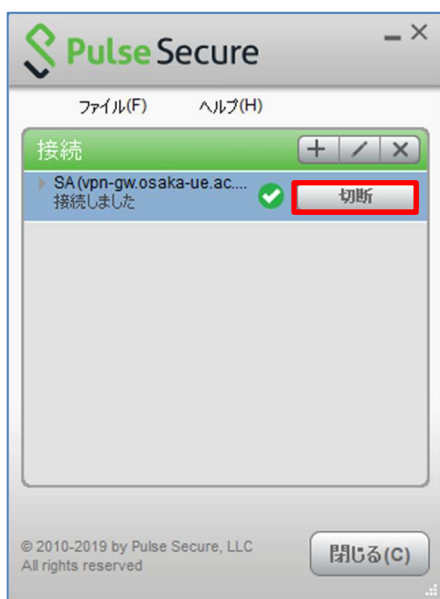 Pulse Secure
ファイル(F) ヘルプ(H)
接続
SA (vpn-gw.osaka-ue.ac....
接続しました
切断
© 2010-2019 by Pulse Secure, LLC
All rights reserved
閉じる(C)